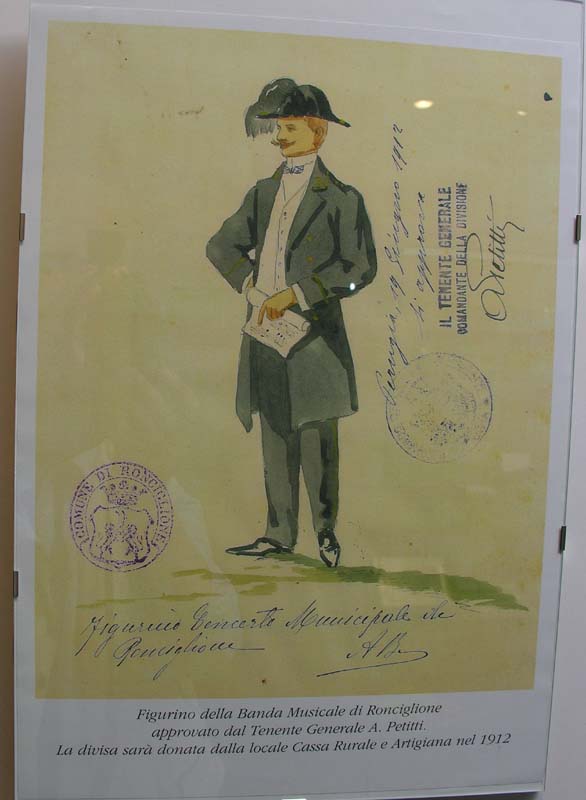 Perugia, 19 Giugno 1912
Si approva
IL TENENTE GENERALE
COMANDANTE DELLA DIVISIONE
Petitti
COMUNE DI RONCIGLIONE
Figurino Concerto Municipale di
Ronciglione
AB
Figurino della Banda Musicale di Ronciglione
approvato dal Tenente Generale A. Petitti.
La divisa sarà donata dalla locale Cassa Rurale e Artigiana nel 1912